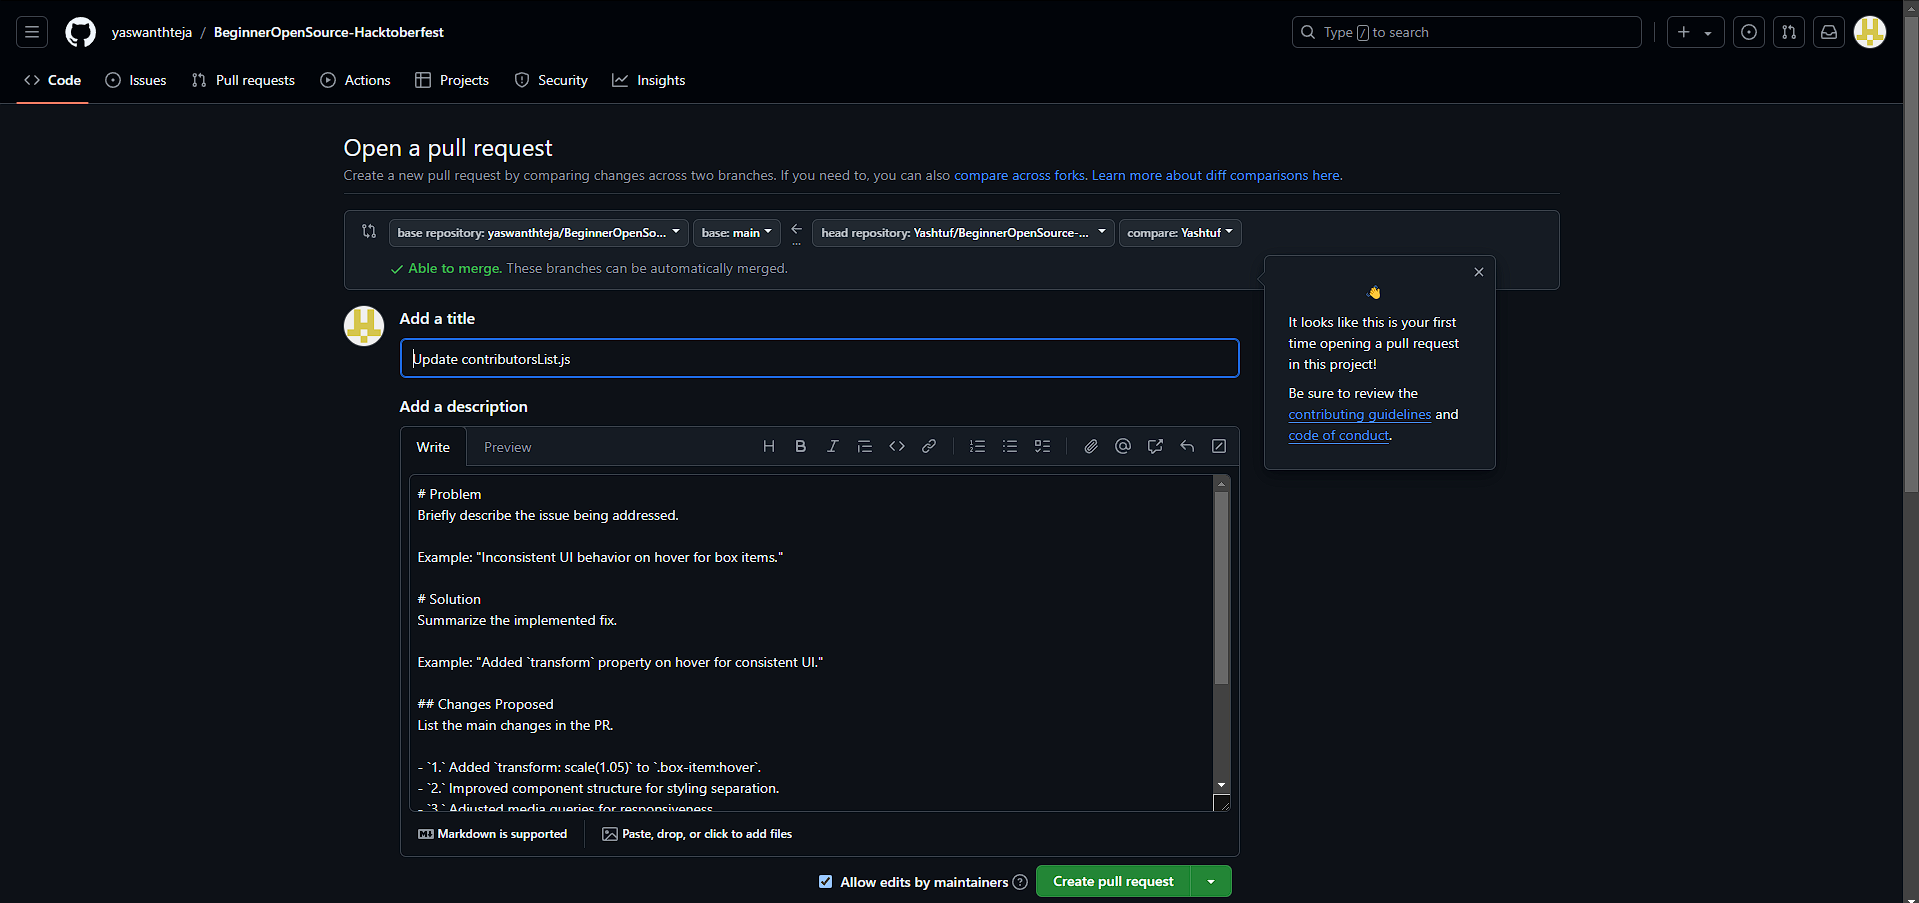 yaswanthteja / BeginnerOpenSource-Hacktoberfest
Type / to search
Code Issues Pull requests Actions Projects Security Insights
Open a pull request
Create a new pull request by comparing changes across two branches. If you need to, you can also compare across forks. Learn more about diff comparisons here.
base repository: yaswanthteja/BeginnerOpenSo... base: main ... head repository: Yashtuf/BeginnerOpenSource-... compare: Yashtuf
Able to merge. These branches can be automatically merged.
It looks like this is your first
time opening a pull request
in this project!
Be sure to review the
contributing guidelines and
code of conduct.
Add a title
Update contributorsList.js
Add a description
Write Preview
# Problem
Briefly describe the issue being addressed.
Example: "Inconsistent UI behavior on hover for box items."
# Solution
Summarize the implemented fix.
Example: "Added `transform` property on hover for consistent UI."
## Changes Proposed
List the main changes in the PR.
- `1.` Added `transform: scale(1.05)` to `.box-item:hover`.
- `2.` Improved component structure for styling separation.
- `3.` Adjusted media queries for responsiveness
Markdown is supported Paste, drop, or click to add files
Allow edits by maintainers Create pull request